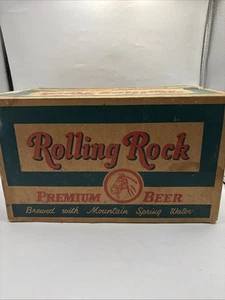 Rolling Rock
PREMIUM BEER
Brewed with Mountain Spring Water